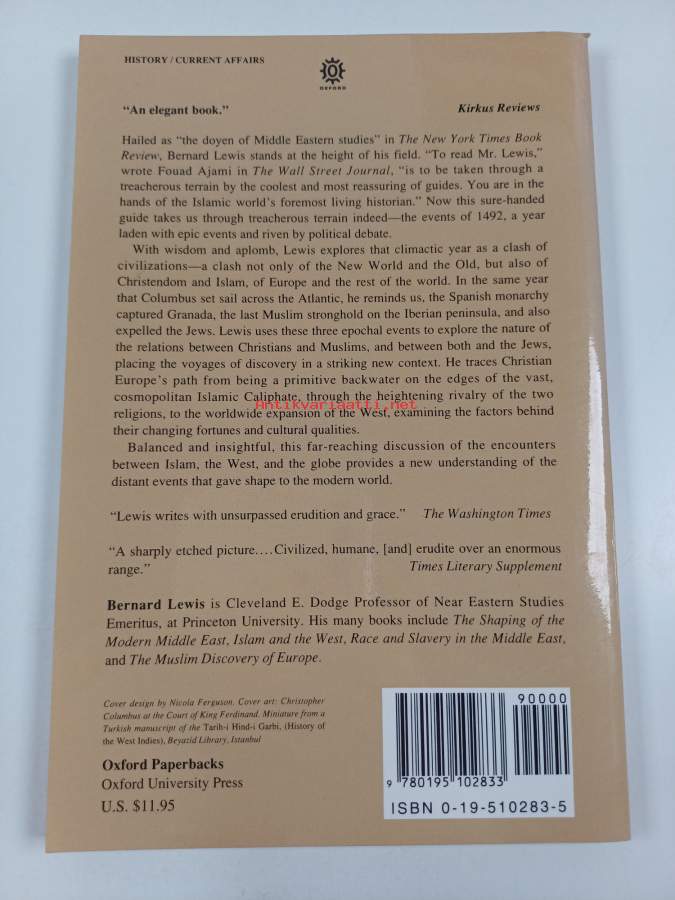 HISTORY / CURRENT AFFAIRS
OXFORD
"An elegant book." Kirkus Reviews
Hailed as "the doyen of Middle Eastern studies" in The New York Times Book
Review, Bernard Lewis stands at the height of his field. "To read Mr. Lewis,"
wrote Fouad Ajami in The Wall Street Journal, "is to be taken through a
treacherous terrain by the coolest and most reassuring of guides. You are in the
hands of the Islamic world's foremost living historian." Now this sure-handed
guide takes us through treacherous terrain indeed—the events of 1492, a year
laden with epic events and riven by political debate.
With wisdom and aplomb, Lewis explores that climactic year as a clash of
civilizations—a clash not only of the New World and the Old, but also of
Christendom and Islam, of Europe and the rest of the world. In the same year
that Columbus set sail across the Atlantic, he reminds us, the Spanish monarchy
captured Granada, the last Muslim stronghold on the Iberian peninsula, and also
expelled the Jews. Lewis uses these three epochal events to explore the nature of
the relations between Christians and Muslims, and between both and the Jews,
placing the voyages of discovery in a striking new context. He traces Christian
Europe's path from being a primitive backwater on the edges of the vast,
cosmopolitan Islamic Caliphate, through the heightening rivalry of the two
Antikvariaatti.net
religions, to the worldwide expansion of the West, examining the factors behind
their changing fortunes and cultural qualities.
Balanced and insightful, this far-reaching discussion of the encounters
between Islam, the West, and the globe provides a new understanding of the
distant events that gave shape to the modern world.
"Lewis writes with unsurpassed erudition and grace." The Washington Times
"A sharply etched picture....Civilized, humane, [and] erudite over an enormous
range." Times Literary Supplement
Bernard Lewis is Cleveland E. Dodge Professor of Near Eastern Studies
Emeritus, at Princeton University. His many books include The Shaping of the
Modern Middle East, Islam and the West, Race and Slavery in the Middle East,
and The Muslim Discovery of Europe.
Cover design by Nicola Ferguson. Cover art: Christopher
Columbus at the Court of King Ferdinand. Miniature from a
Turkish manuscript of the Tarih-i Hind-i Garbi, (History of
the West Indies), Beyazid Library, Istanbul
Oxford Paperbacks
Oxford University Press
U.S. $11.95
90000
9 780195 102833
ISBN 0-19-510283-5